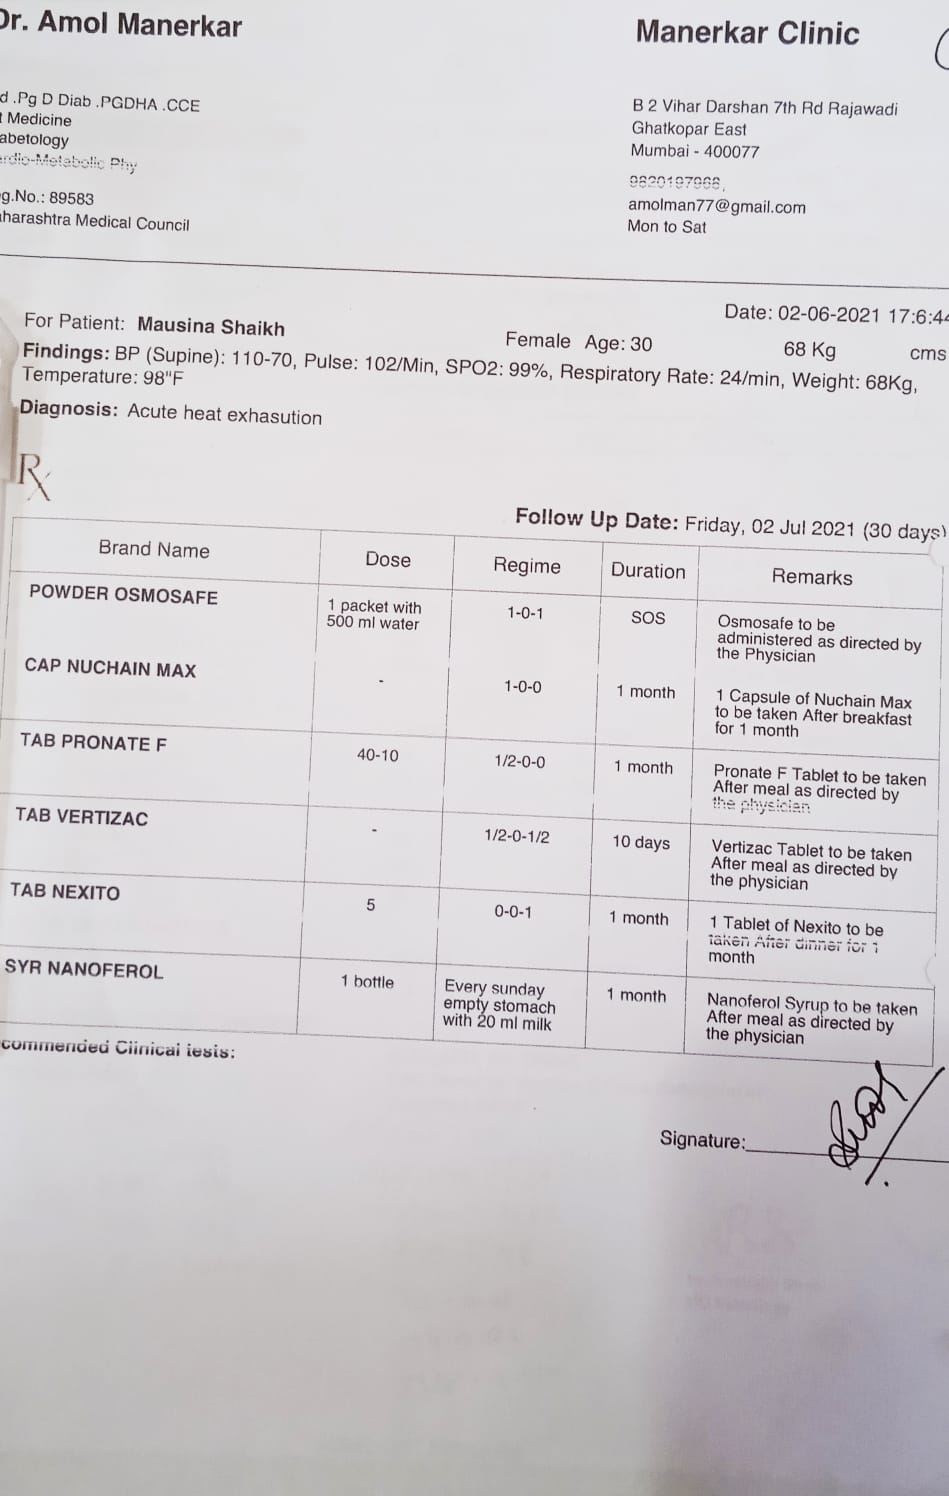 Dr. Amol Manerkar
Manerkar Clinic
d .Pg D Diab .PGDHA .CCE
t Medicine
abetology
ardio-Metabolic Phy
g.No.: 89583
aharashtra Medical Council
B 2 Vihar Darshan 7th Rd Rajawadi
Ghatkopar East
Mumbai - 400077
amolman77@gmail.com
Mon to Sat
Date: 02-06-2021 17:6:44
For Patient: Mausina Shaikh
Female Age: 30
68 Kg
cms
Findings: BP (Supine): 110-70, Pulse: 102/Min, SPO2: 99%, Respiratory Rate: 24/min, Weight: 68Kg,
Temperature: 98"F
Diagnosis: Acute heat exhasution
Rx
Follow Up Date: Friday, 02 Jul 2021 (30 days)
Brand Name
Dose
Regime
Duration
Remarks
POWDER OSMOSAFE
1 packet with
500 ml water
1-0-1
SOS
Osmosafe to be
administered as directed by
the Physician
CAP NUCHAIN MAX
-
1-0-0
1 month
1 Capsule of Nuchain Max
to be taken After breakfast
for 1 month
TAB PRONATE F
40-10
1/2-0-0
1 month
Pronate F Tablet to be taken
After meal as directed by
the physician
TAB VERTIZAC
-
1/2-0-1/2
10 days
Vertizac Tablet to be taken
After meal as directed by
the physician
TAB NEXITO
5
0-0-1
1 month
1 Tablet of Nexito to be
taken After dinner for 1
month
SYR NANOFEROL
1 bottle
Every sunday
empty stomach
with 20 ml milk
1 month
Nanoferol Syrup to be taken
After meal as directed by
the physician
commended Clinical tests:
Signature: